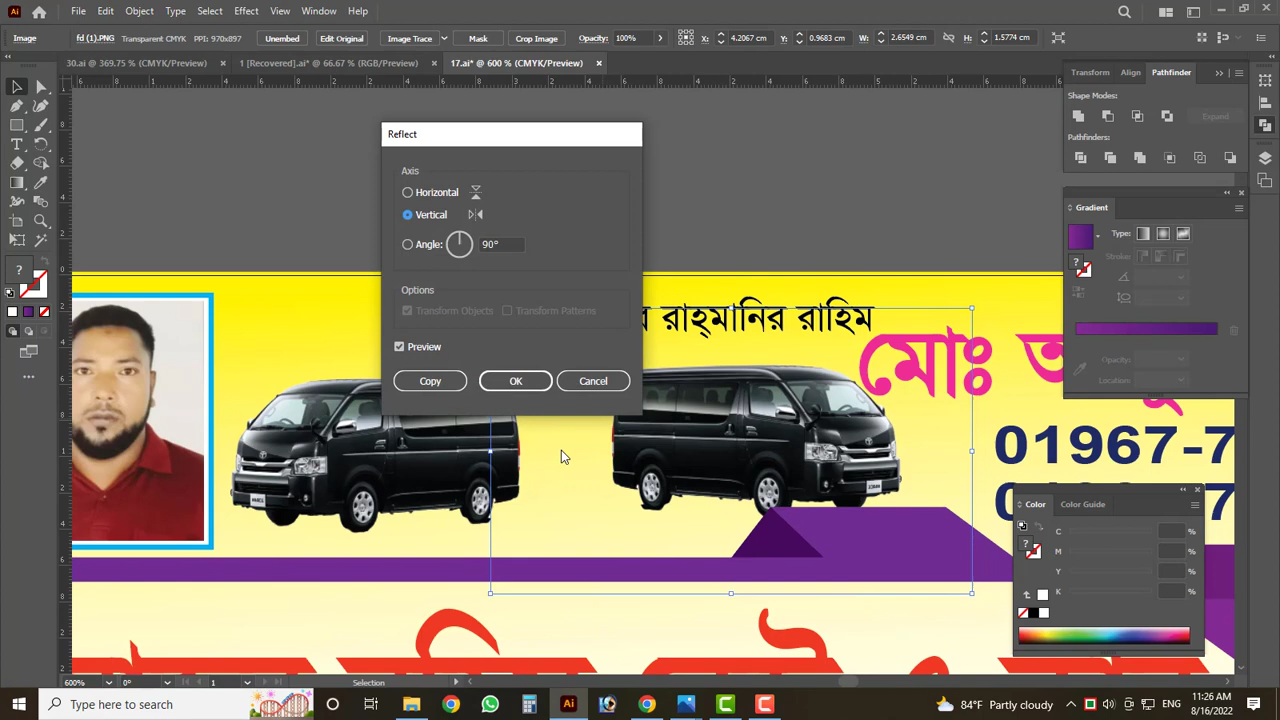 File Edit Object Type Select Effect View Window Help
Image fd (1).PNG Transparent CMYK PPI: 970x897 Unembed Edit Original Image Trace Mask Crop Image Opacity: 100% X: 4.2067 cm Y: 0.9683 cm W: 2.6549 cm H: 1.5774 cm
30.ai @ 369.75 % (CMYK/Preview) × 1 [Recovered].ai* @ 66.67 % (RGB/Preview) × 17.ai* @ 600 % (CMYK/Preview) ×
Transform Align Pathfinder
Shape Modes:
Expand
Pathfinders:
Reflect
Axis
Horizontal
Vertical
Angle: 90°
Options
Transform Objects Transform Patterns
Preview
Copy OK Cancel
Gradient
Type:
Stroke:
Opacity:
Location:
রাহ্মানির রাহিম
মোঃ
01967-7
Color Color Guide
C %
M %
Y %
K %
600% 0° 1 Selection
Type here to search
84°F Partly cloudy ENG 11:26 AM
8/16/2022